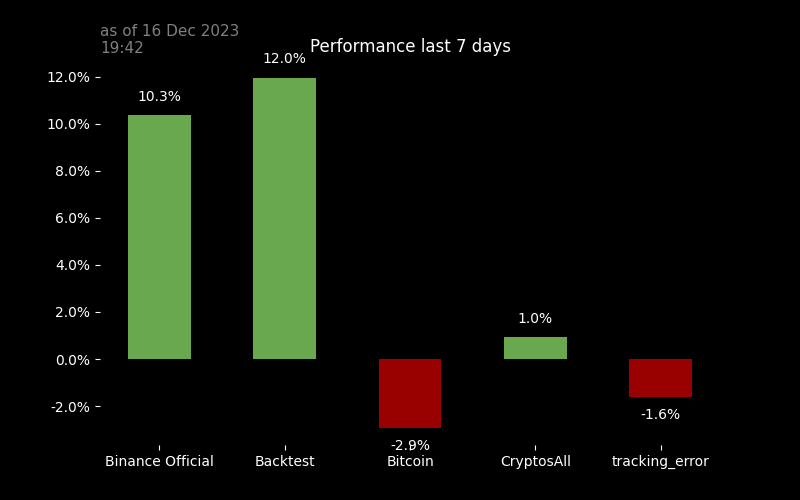 as of 16 Dec 2023
19:42
Performance last 7 days
12.0%
10.0%
8.0%
6.0%
4.0%
2.0%
0.0%
-2.0%
10.3%
12.0%
-2.9%
1.0%
-1.6%
Binance Official
Backtest
Bitcoin
CryptosAll
tracking_error